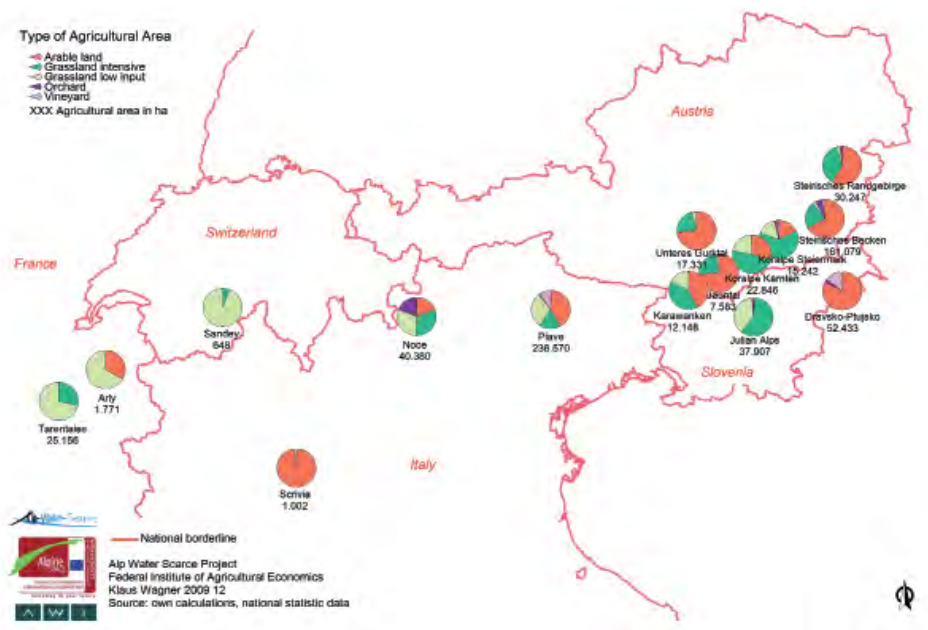 Type of Agricultural Area
Arable land
Grassland intensive
Grassland low input
Orchard
Vineyard
XXX Agricultural area in ha
Austria
Steirisches Randgebirge
30.247
Switzerland
Unteres Gurktal
17.331
Steirisches Becken
181.079
France
Koralpe Steiermark
15.242
Koralpe Kärnten
22.846
Jauntal
7.583
Sandey
648
Noce
40.380
Piave
238.570
Karawanken
12.148
Julian Alps
37.907
Dravsko-Ptujsko
52.433
Slovenia
Arly
1.771
Tarentaise
25.156
Italy
Scrivia
1.002
National borderline
Alpine
Alp Water Scarce Project
Federal Institute of Agricultural Economics
Klaus Wagner 2009 12
Source: own calculations, national statistic data
A W I